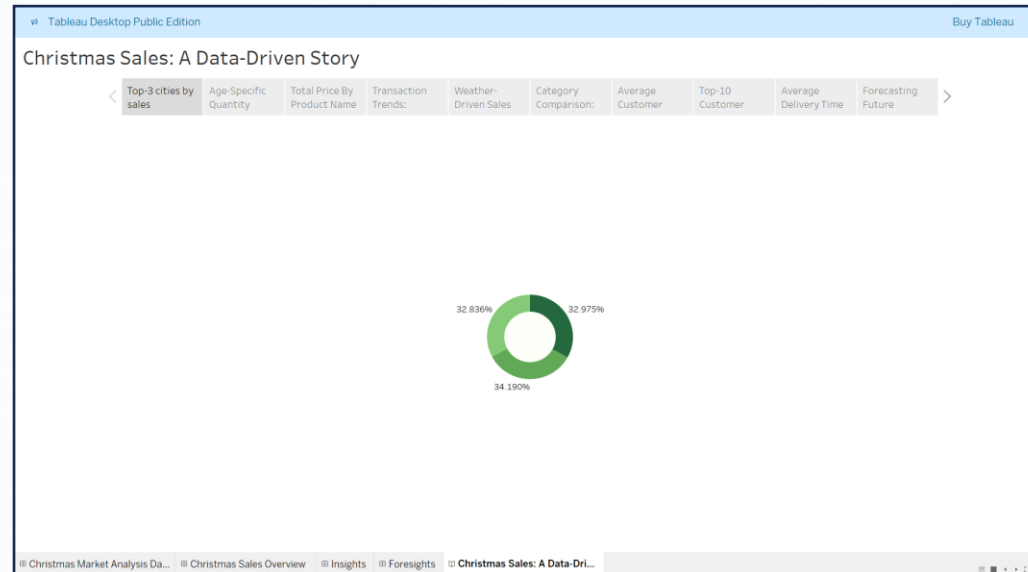 Tableau Desktop Public Edition
Buy Tableau
Christmas Sales: A Data-Driven Story
Top-3 cities by
sales
Age-Specific
Quantity
Total Price By
Product Name
Transaction
Trends:
Weather-
Driven Sales
Category
Comparison:
Average
Customer
Top-10
Customer
Average
Delivery Time
Forecasting
Future
32.836%
32.975%
34.190%
Christmas Market Analysis Da...
Christmas Sales Overview
Insights
Foresights
Christmas Sales: A Data-Dri...